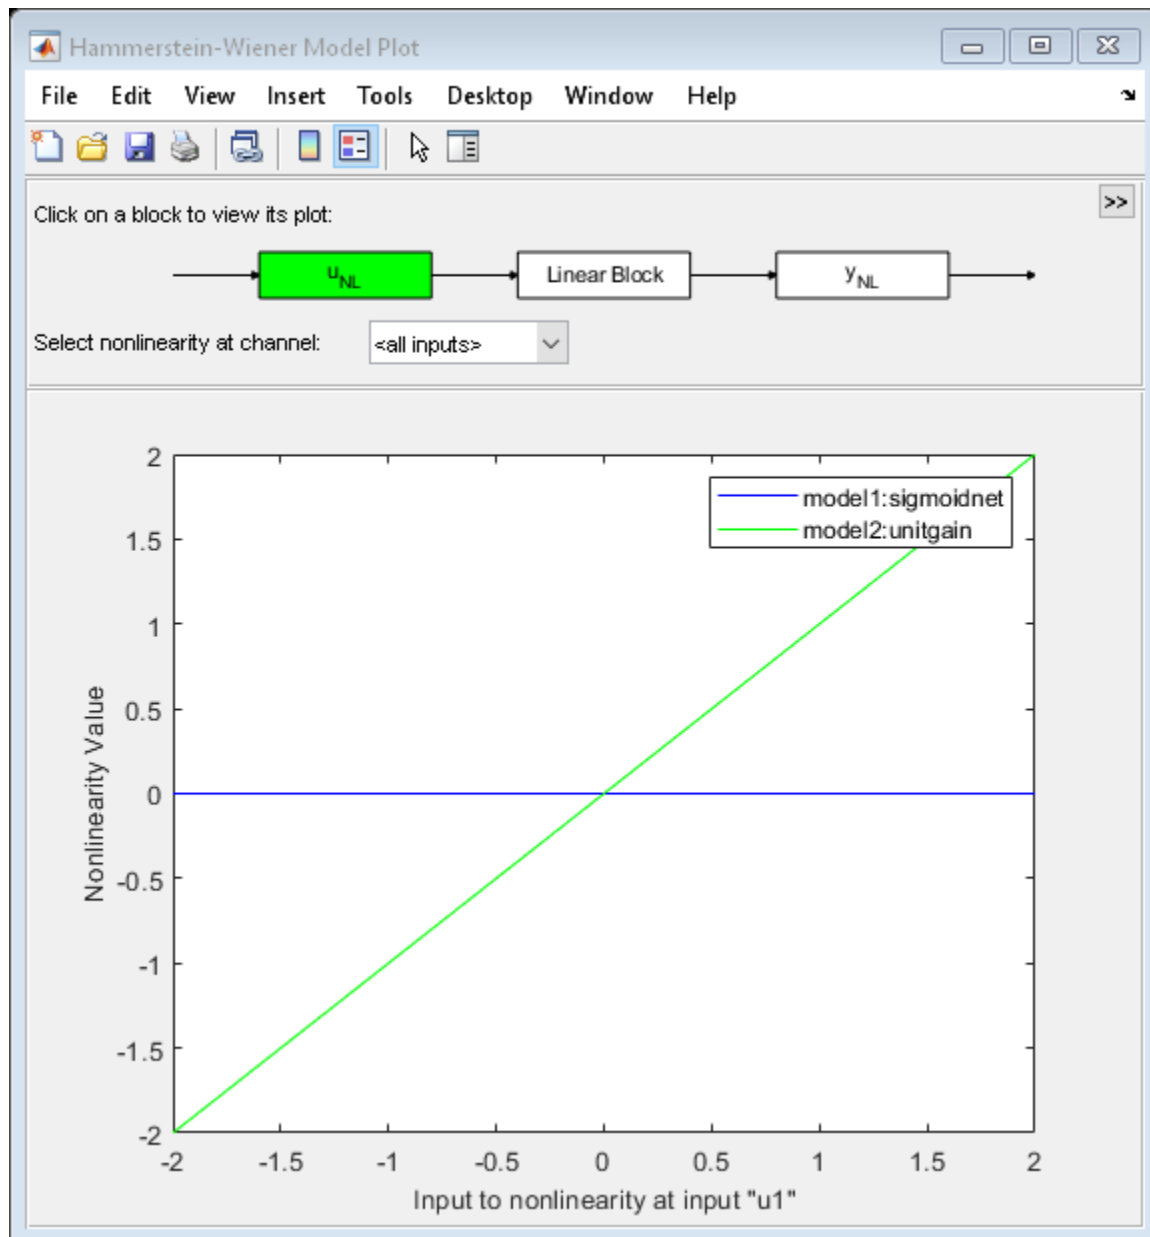 Hammerstein-Wiener Model Plot
File Edit View Insert Tools Desktop Window Help
Click on a block to view its plot:
>>
uNL Linear Block yNL
Select nonlinearity at channel: <all inputs>
model1:sigmoidnet
model2:unitgain
2
1.5
1
0.5
0
-0.5
-1
-1.5
-2
Nonlinearity Value
-2 -1.5 -1 -0.5 0 0.5 1 1.5 2
Input to nonlinearity at input "u1"